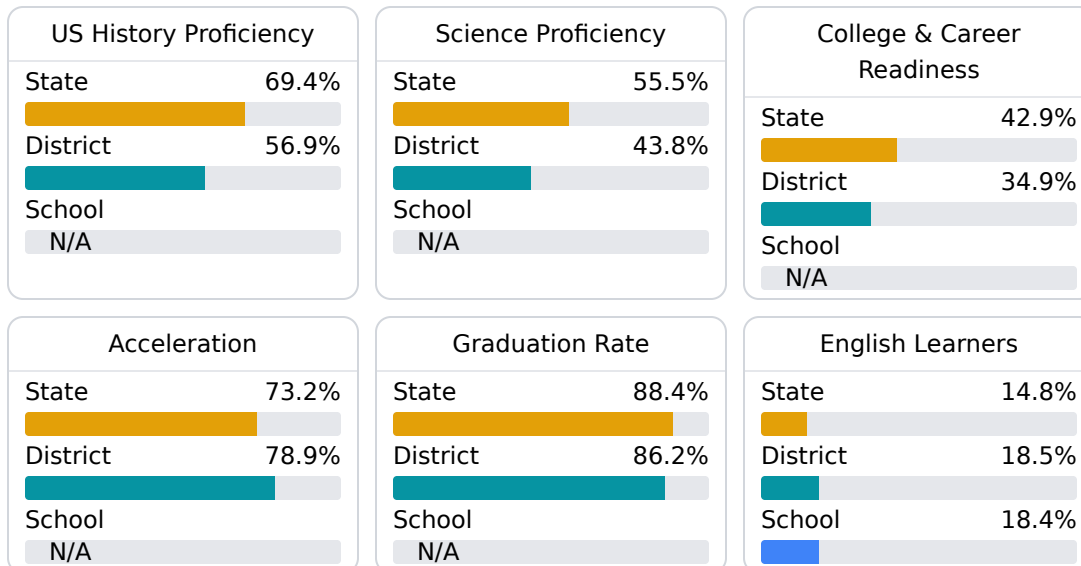 US History Proficiency
State 69.4%
District 56.9%
School
N/A
Science Proficiency
State 55.5%
District 43.8%
School
N/A
College & Career
Readiness
State 42.9%
District 34.9%
School
N/A
Acceleration
State 73.2%
District 78.9%
School
N/A
Graduation Rate
State 88.4%
District 86.2%
School
N/A
English Learners
State 14.8%
District 18.5%
School 18.4%